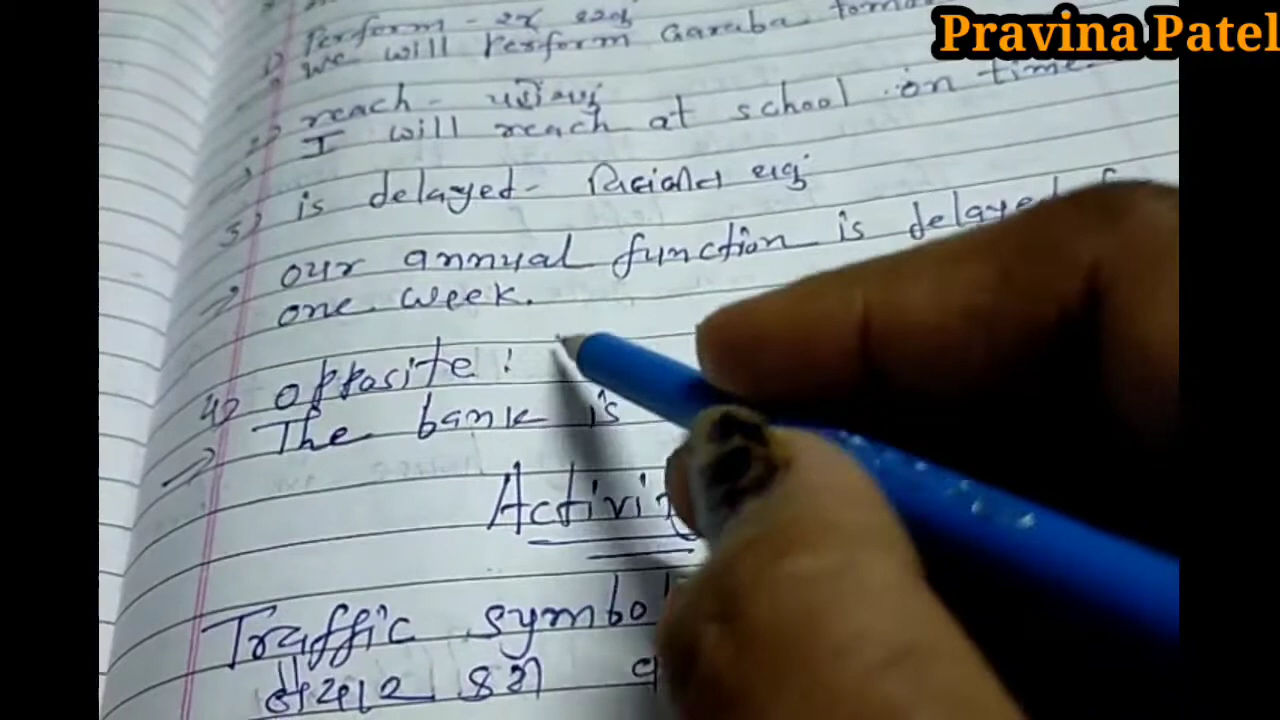 Pravina Patel
1) Perform - રજૂ કરવું
We will Perform Garaba
2) reach - પહોંચવું
→ I will reach at school on time.
3) is delayed - વિલંબીત થવું
→ our annual function is delayed
one week.
4) opposite :
→ The bank is
Activity
Traffic symbol
તૈયાર કરો